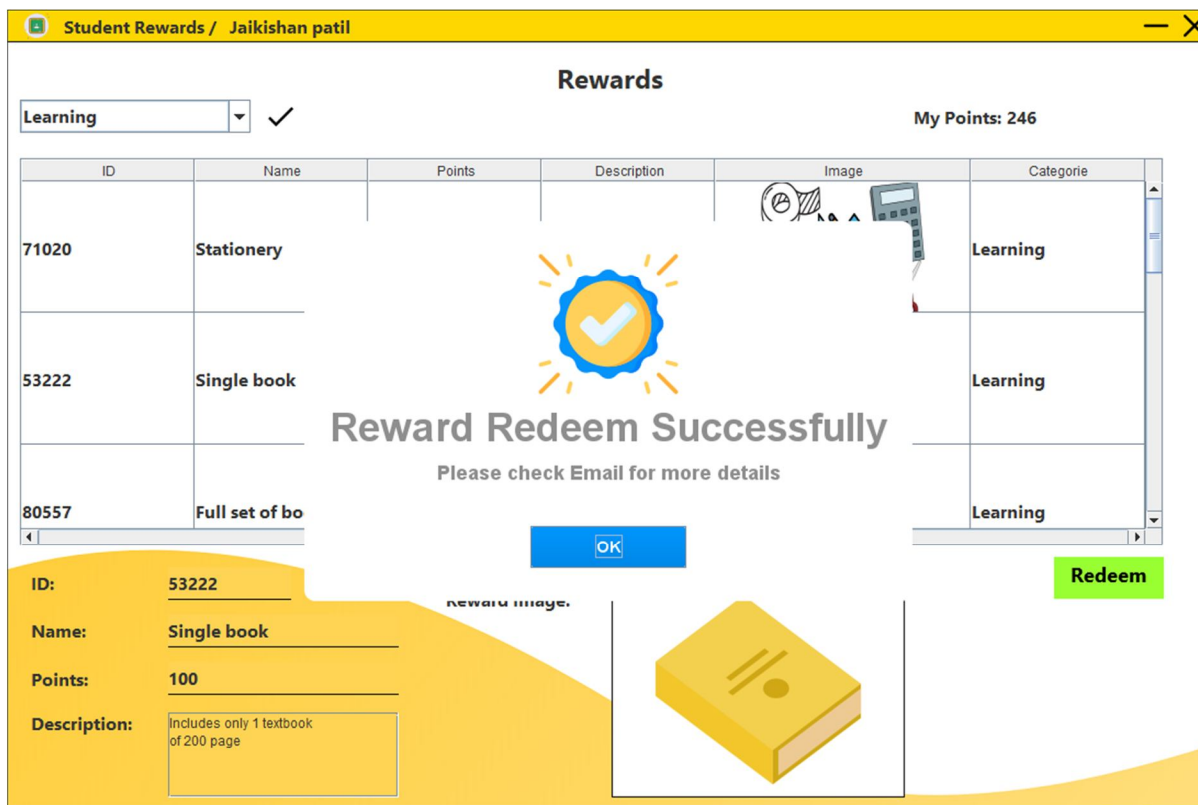 Student Rewards / Jaikishan patil
Rewards
Learning
My Points: 246
ID Name Points Description Image Categorie
71020 Stationery Learning
53222 Single book Learning
Reward Redeem Successfully
Please check Email for more details
80557 Full set of bo Learning
OK
Redeem
ID: 53222
Reward Image:
Name: Single book
Points: 100
Description: Includes only 1 textbook
of 200 page